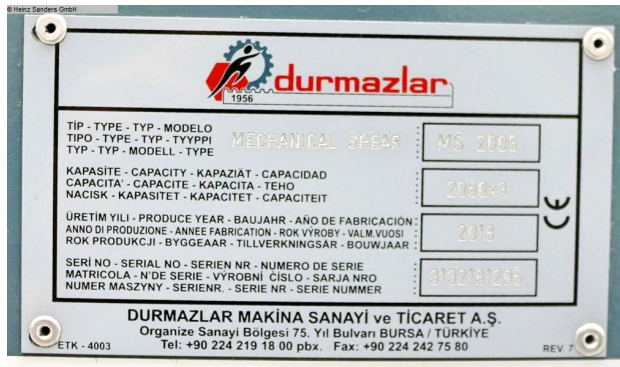 © Heinz Sanders GmbH
durmazlar
1956
TİP - TYPE - TYP - MODELO
TIPO - TYPE - TYP - TYYPPI
TYP - TYP - MODELL - TYPE
MECHANICAL SHEAR : MS 2003
KAPASİTE - CAPACITY - KAPAZIÄT - CAPACIDAD
CAPACITA' - CAPACITE - KAPACITA - TEHO
NACISK - KAPASITET - KAPACITET - CAPACITEIT
2050x3
CE
ÜRETİM YILI - PRODUCE YEAR - BAUJAHR - AÑO DE FABRICACIÓN :
ANNO DI PRODUZIONE - ANNEE FABRICATION - ROK VÝROBY - VALM.VUOSI
ROK PRODUKCJI - BYGGEAAR - TILLVERKNINGSÅR - BOUWJAAR :
SERİ NO - SERIAL NO - SERIEN NR - NUMERO DE SERIE
MATRICOLA - N'DE SERIE - VÝROBNÍ ČÍSLO - SARJA NRO
NUMER MASZYNY - SERIENR. - SERIE NR - SERIE NUMMER
DURMAZLAR MAKİNA SANAYİ ve TİCARET A.Ş.
Organize Sanayi Bölgesi 75. Yıl Bulvarı BURSA / TÜRKİYE
ETK - 4003
Tel: +90 224 219 18 00 pbx. Fax: +90 224 242 75 80
REV. 7